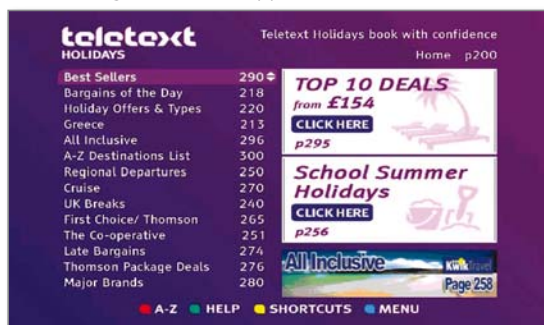 teletext
HOLIDAYS
Teletext Holidays book with confidence
Home p200
Best Sellers 290
Bargains of the Day 218
Holiday Offers & Types 220
Greece 213
All Inclusive 296
A-Z Destinations List 300
Regional Departures 250
Cruise 270
UK Breaks 240
First Choice/ Thomson 265
The Co-operative 251
Late Bargains 274
Thomson Package Deals 276
Major Brands 280
TOP 10 DEALS
from £154
CLICK HERE
p295
School Summer
Holidays
CLICK HERE
p256
All Inclusive
KwikTravel
Page 258
A-Z HELP SHORTCUTS MENU